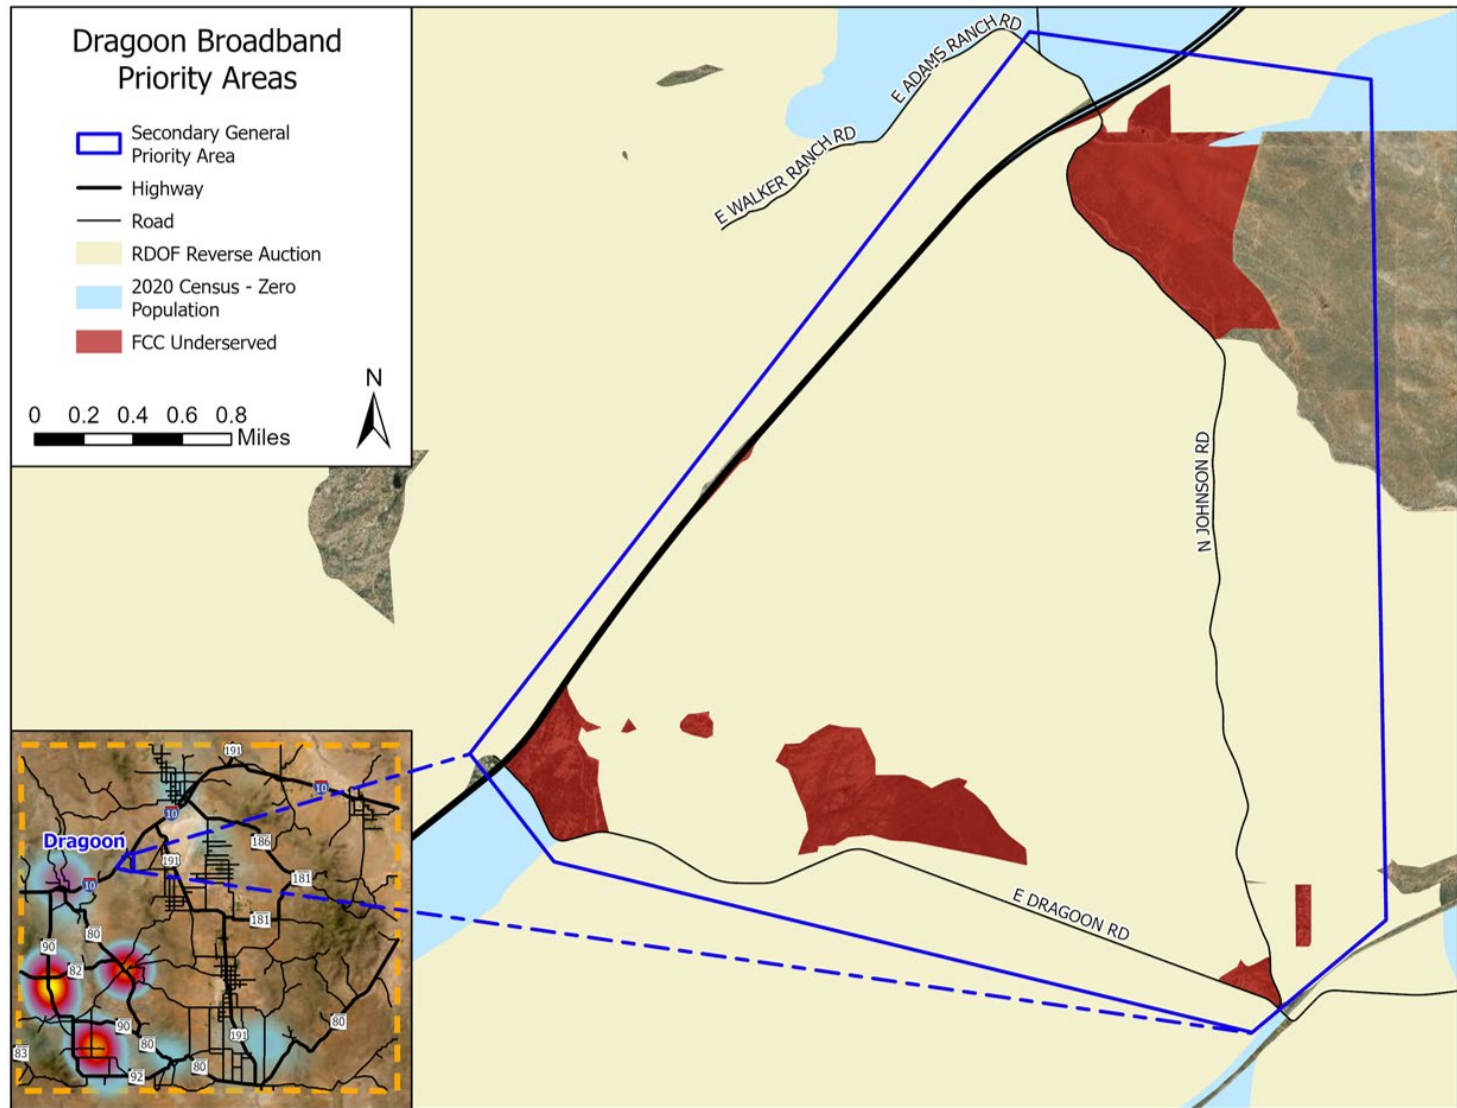 Dragoon Broadband
Priority Areas
Secondary General
Priority Area
Highway
Road
RDOF Reverse Auction
2020 Census - Zero
Population
FCC Underserved
N
0 0.2 0.4 0.6 0.8
Miles
E ADAMS RANCH RD
E WALKER RANCH RD
N JOHNSON RD
E DRAGOON RD
191
10
10
Dragoon
186
191
10
181
181
80
90
82
90
80
191
80
83
80
92